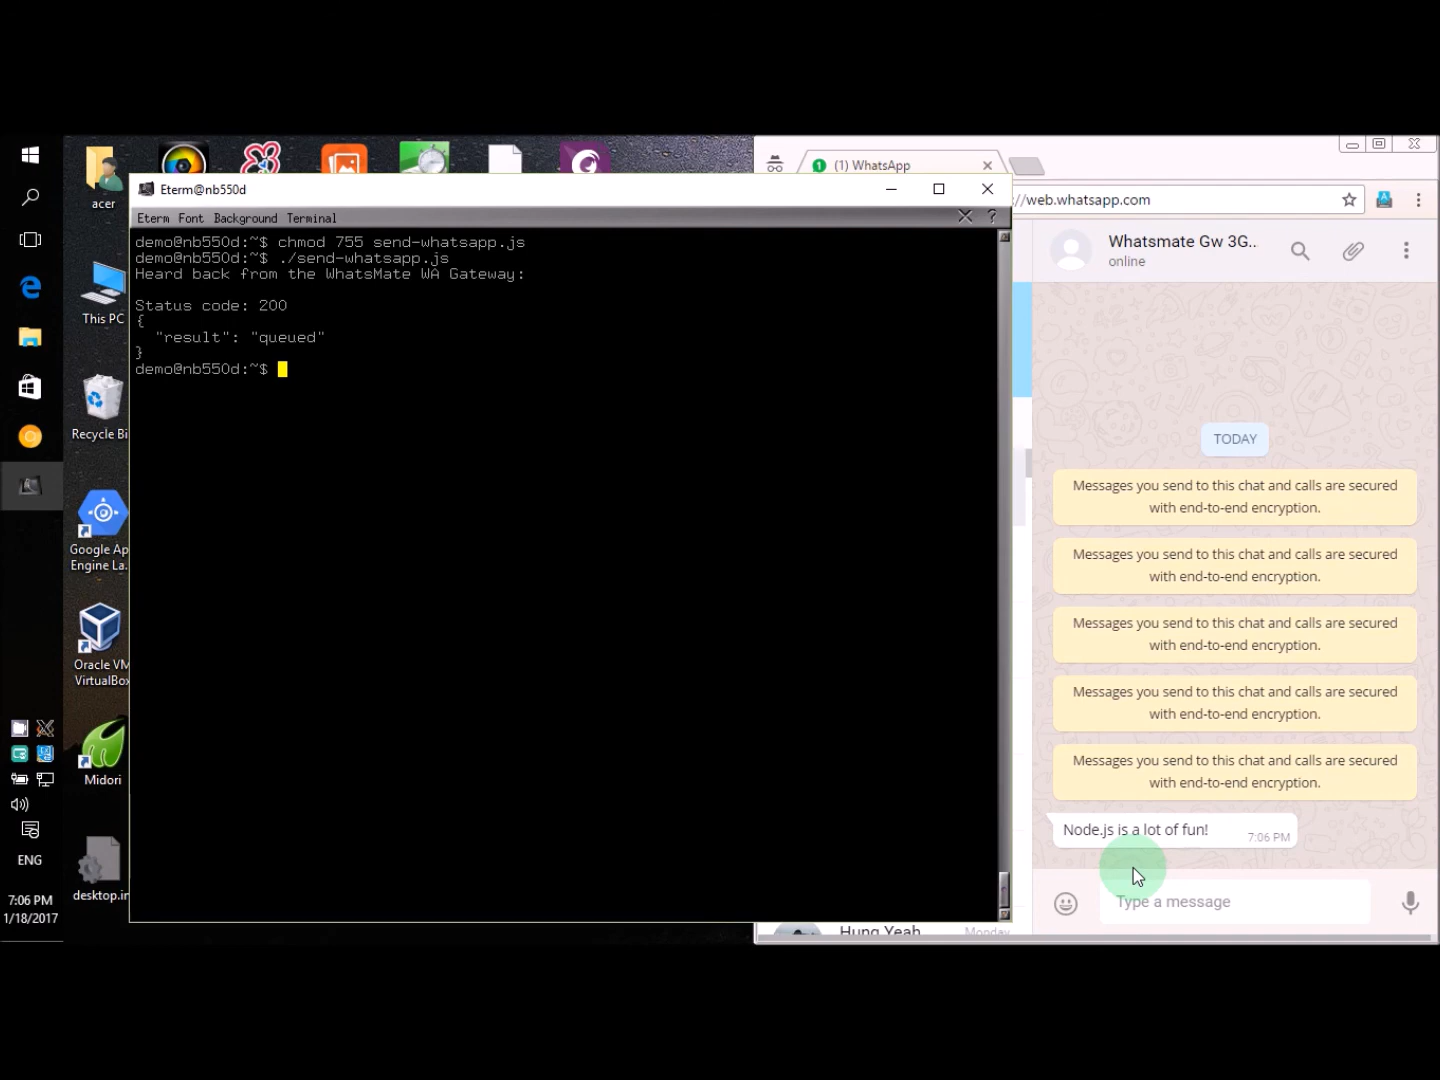 acer
This PC
Recycle Bi
Google Ap
Engine La..
Oracle VM
VirtualBox
Midori
desktop.in
ENG
7:06 PM
1/18/2017
Eterm@nb550d
Eterm Font Background Terminal
demo@nb550d:~$ chmod 755 send-whatsapp.js
demo@nb550d:~$ ./send-whatsapp.js
Heard back from the WhatsMate WA Gateway:
Status code: 200
{
"result": "queued"
}
demo@nb550d:~$
(1) WhatsApp
://web.whatsapp.com
Whatsmate Gw 3G..
online
TODAY
Messages you send to this chat and calls are secured
with end-to-end encryption.
Messages you send to this chat and calls are secured
with end-to-end encryption.
Messages you send to this chat and calls are secured
with end-to-end encryption.
Messages you send to this chat and calls are secured
with end-to-end encryption.
Messages you send to this chat and calls are secured
with end-to-end encryption.
Node.js is a lot of fun! 7:06 PM
Type a message
Hung Yeah Monday